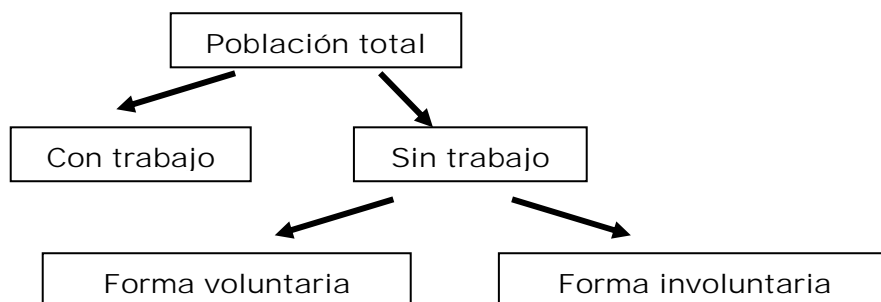 Población total
Con trabajo
Sin trabajo
Forma voluntaria
Forma involuntaria